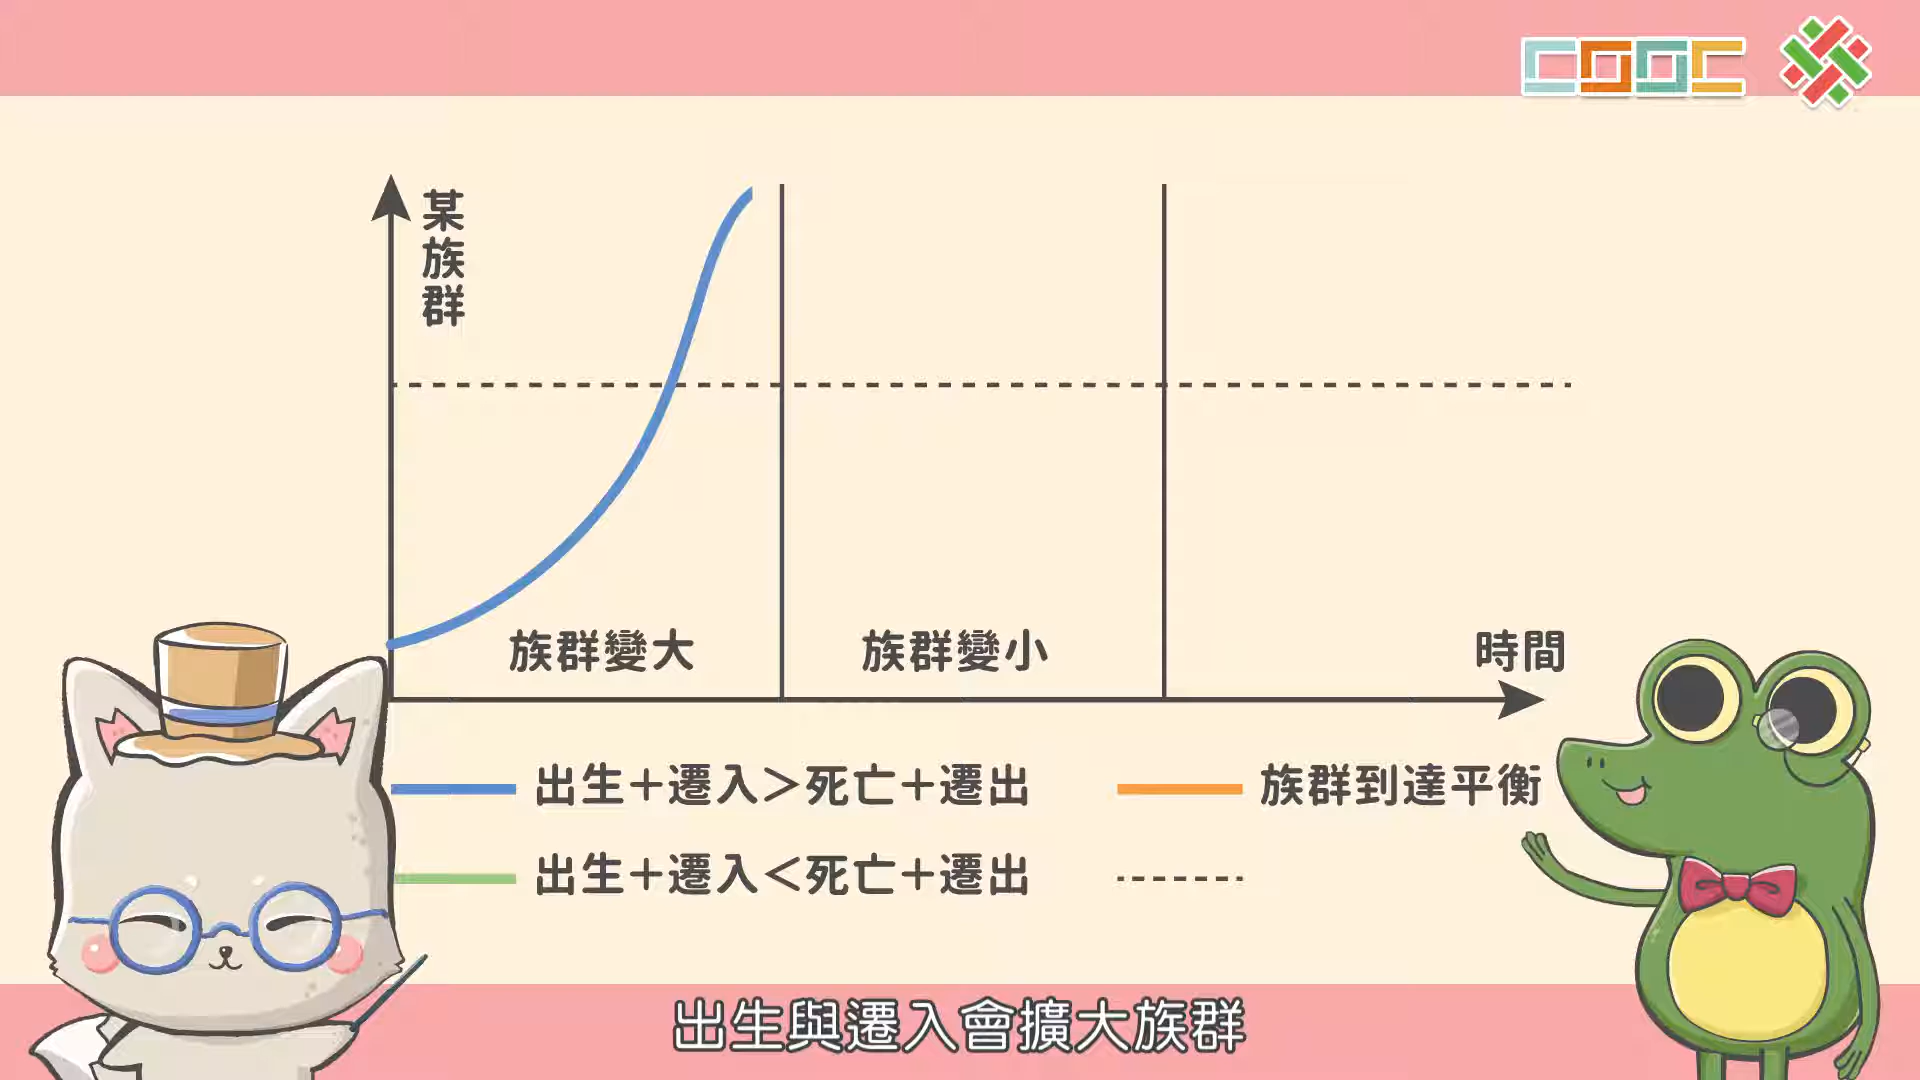 COOC
某族群
族群變大
族群變小
時間
出生＋遷入＞死亡＋遷出
族群到達平衡
出生＋遷入＜死亡＋遷出
出生與遷入會擴大族群